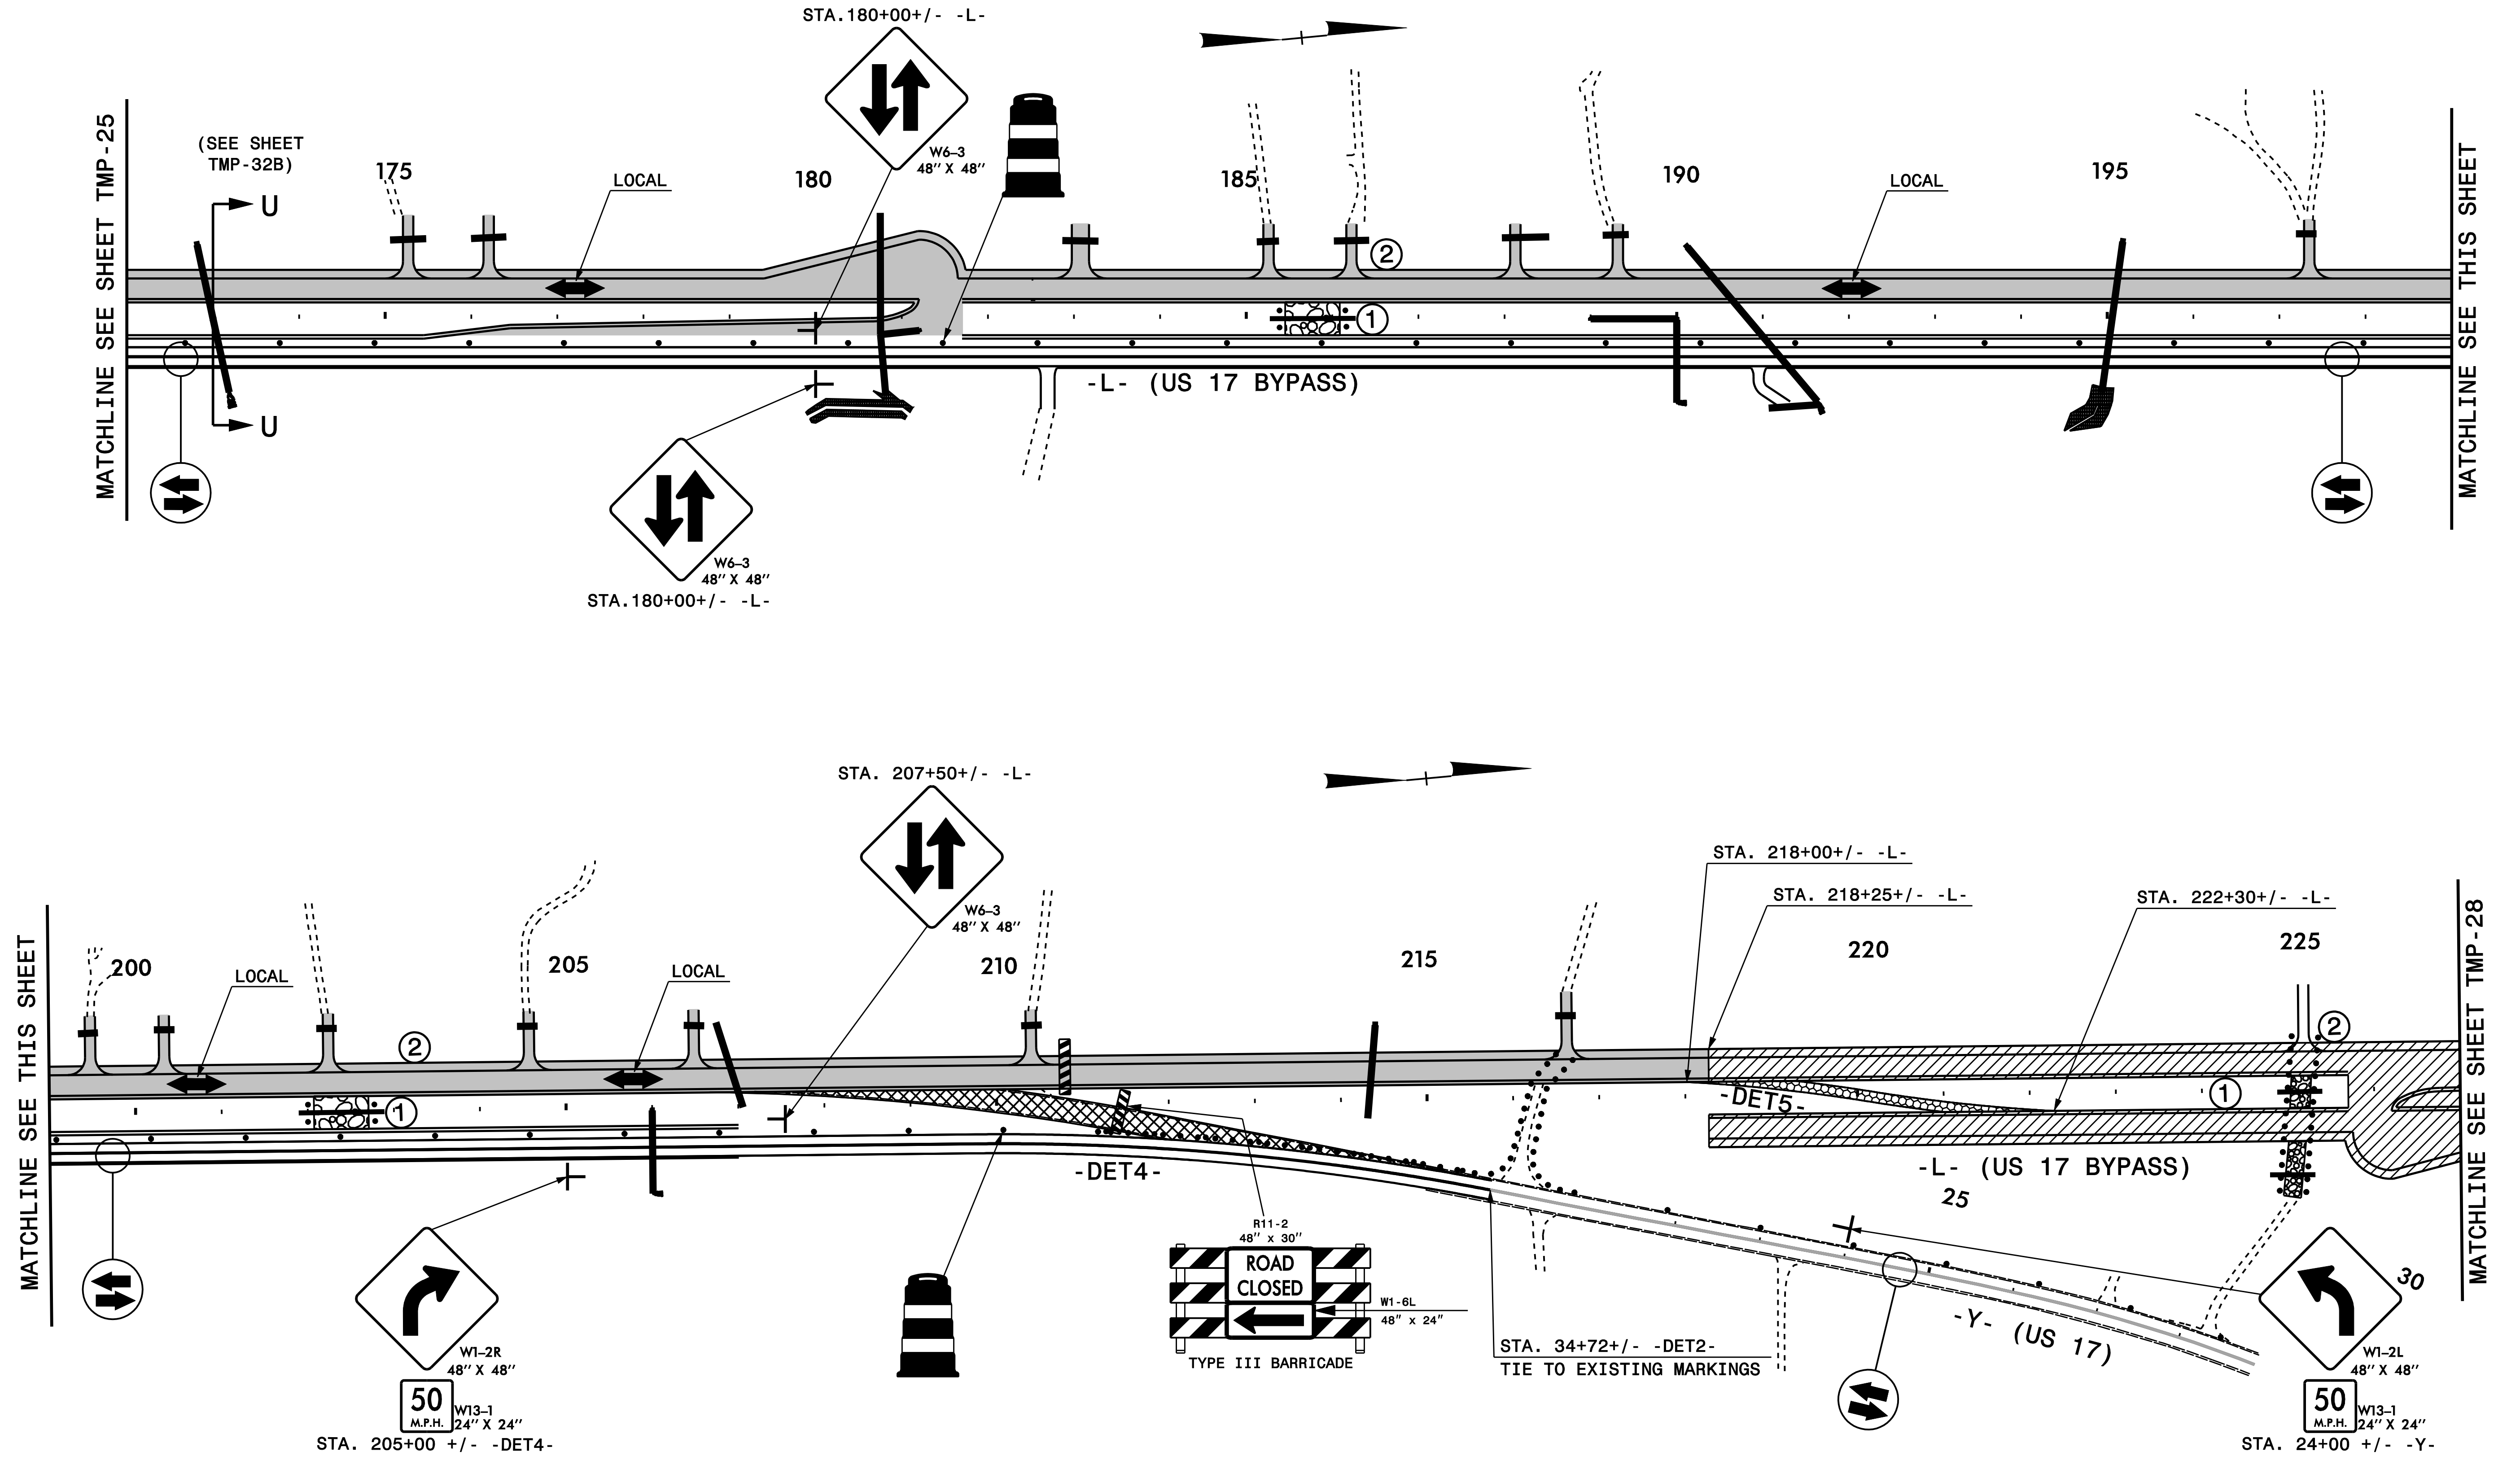 STA.180+00+/- -L-
W6-3
48" X 48"
MATCHLINE SEE SHEET TMP-25
(SEE SHEET
TMP-32B)
U
U
175
180
185
190
195
LOCAL
LOCAL
2
1
-L- (US 17 BYPASS)
MATCHLINE SEE THIS SHEET
W6-3
48" X 48"
STA.180+00+/- -L-
STA. 207+50+/- -L-
W6-3
48" X 48"
STA. 218+00+/- -L-
STA. 218+25+/- -L-
STA. 222+30+/- -L-
MATCHLINE SEE THIS SHEET
200
205
210
215
220
225
LOCAL
LOCAL
2
1
2
1
-DET5-
-DET4-
-L- (US 17 BYPASS)
25
30
-Y- (US 17)
MATCHLINE SEE SHEET TMP-28
W1-2R
48" X 48"
50
M.P.H.
W13-1
24" X 24"
STA. 205+00 +/- -DET4-
R11-2
48" x 30"
ROAD
CLOSED
W1-6L
48" x 24"
TYPE III BARRICADE
STA. 34+72+/- -DET2-
TIE TO EXISTING MARKINGS
W1-2L
48" X 48"
50
M.P.H.
W13-1
24" X 24"
STA. 24+00 +/- -Y-